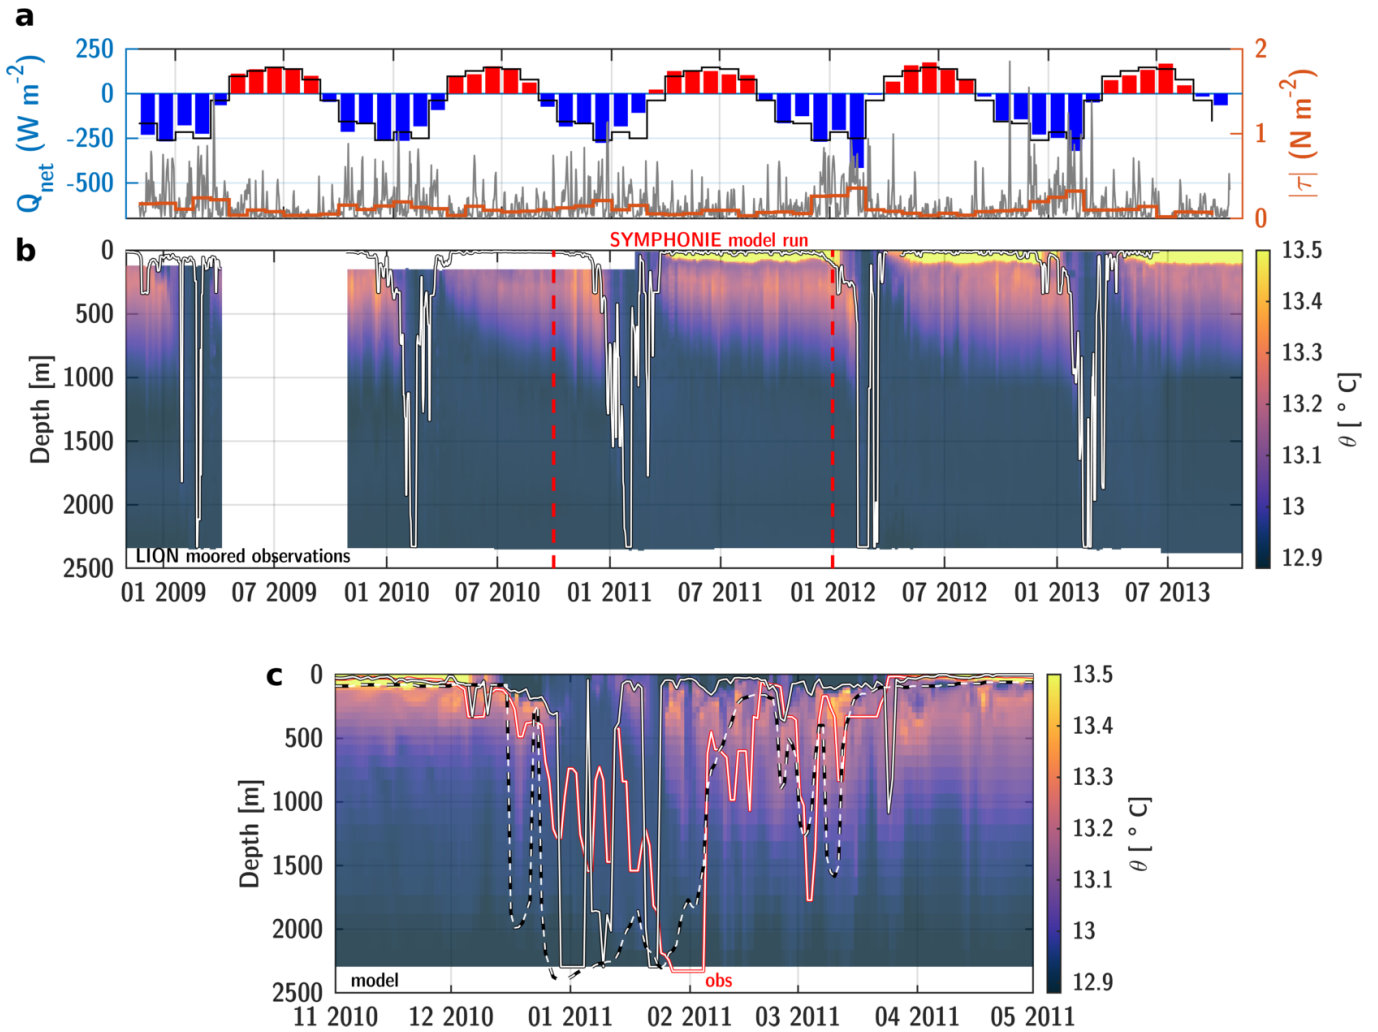 a
Q_net (W m^-2)
250
0
-250
-500
2
1
0
|τ| (N m^-2)
SYMPHONIE model run
b
Depth [m]
0
500
1000
1500
2000
2500
LION moored observations
01 2009 07 2009 01 2010 07 2010 01 2011 07 2011 01 2012 07 2012 01 2013 07 2013
13.5
13.4
13.3
13.2
13.1
13
12.9
θ [ ° C]
c
Depth [m]
0
500
1000
1500
2000
2500
model
obs
11 2010 12 2010 01 2011 02 2011 03 2011 04 2011 05 2011
13.5
13.4
13.3
13.2
13.1
13
12.9
θ [ ° C]